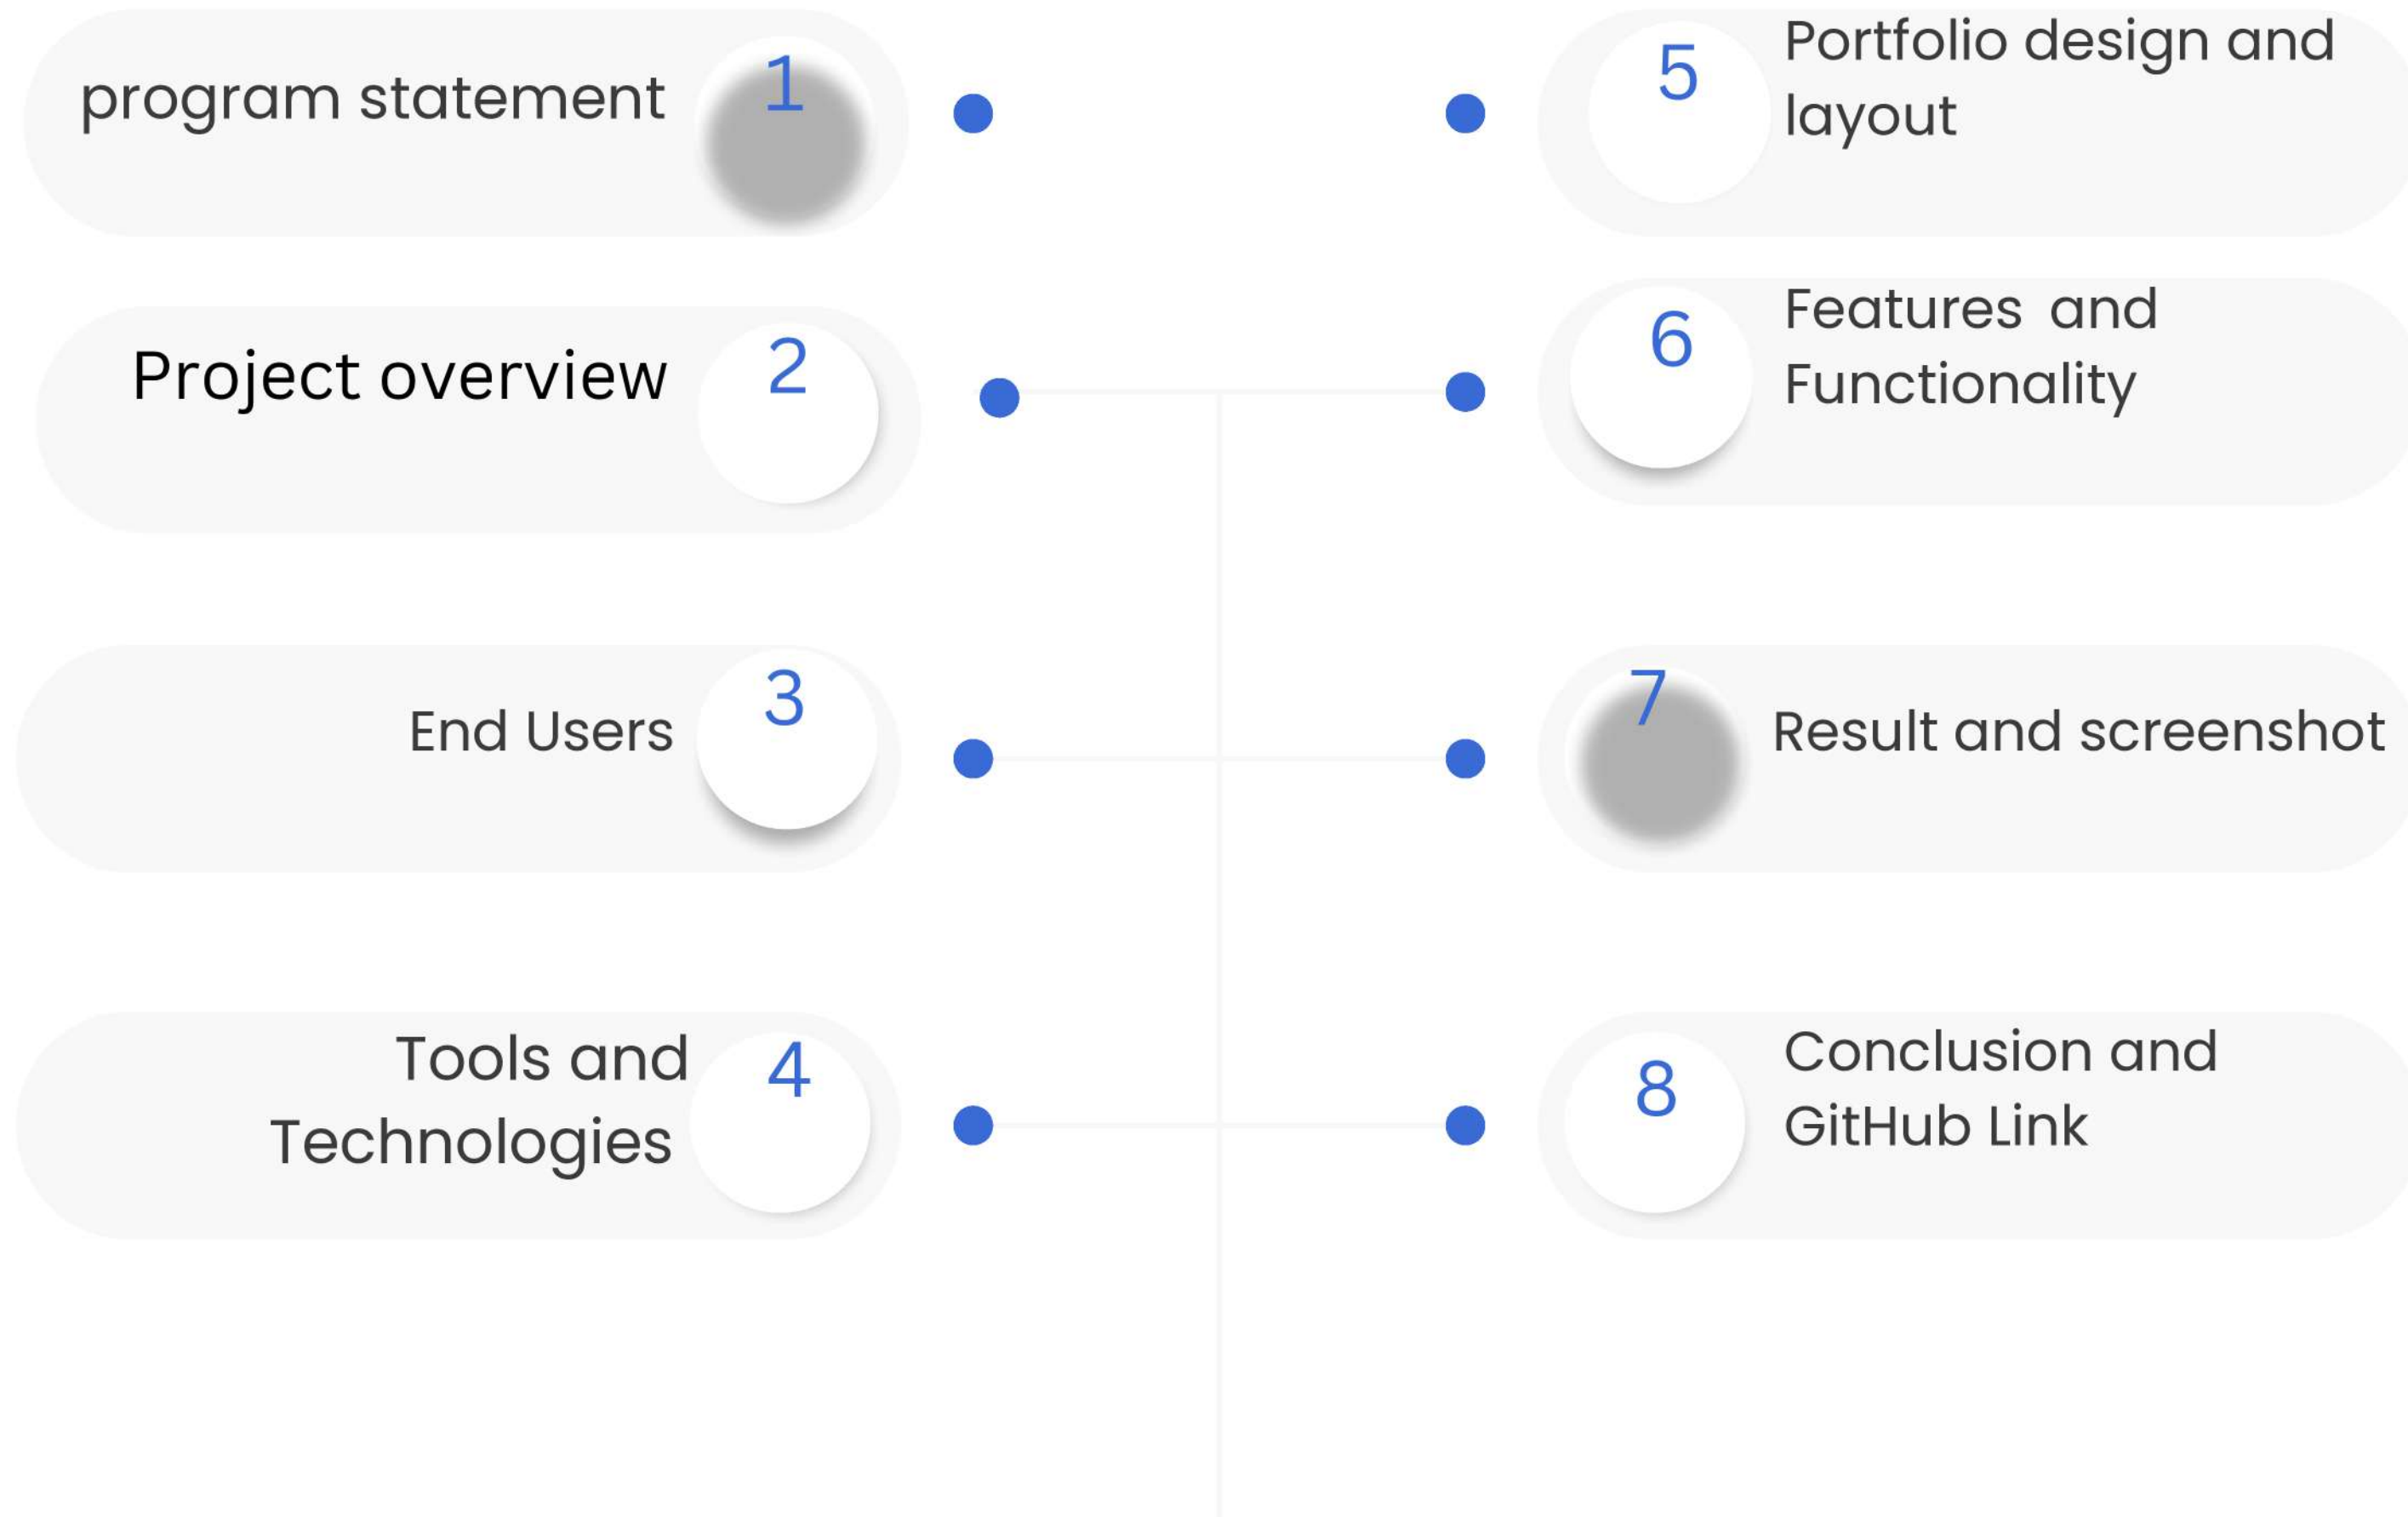 program statement
1
Project overview
2
End Users
3
Tools and
Technologies
4
5
Portfolio design and
layout
6
Features and
Functionality
7
Result and screenshot
8
Conclusion and
GitHub Link